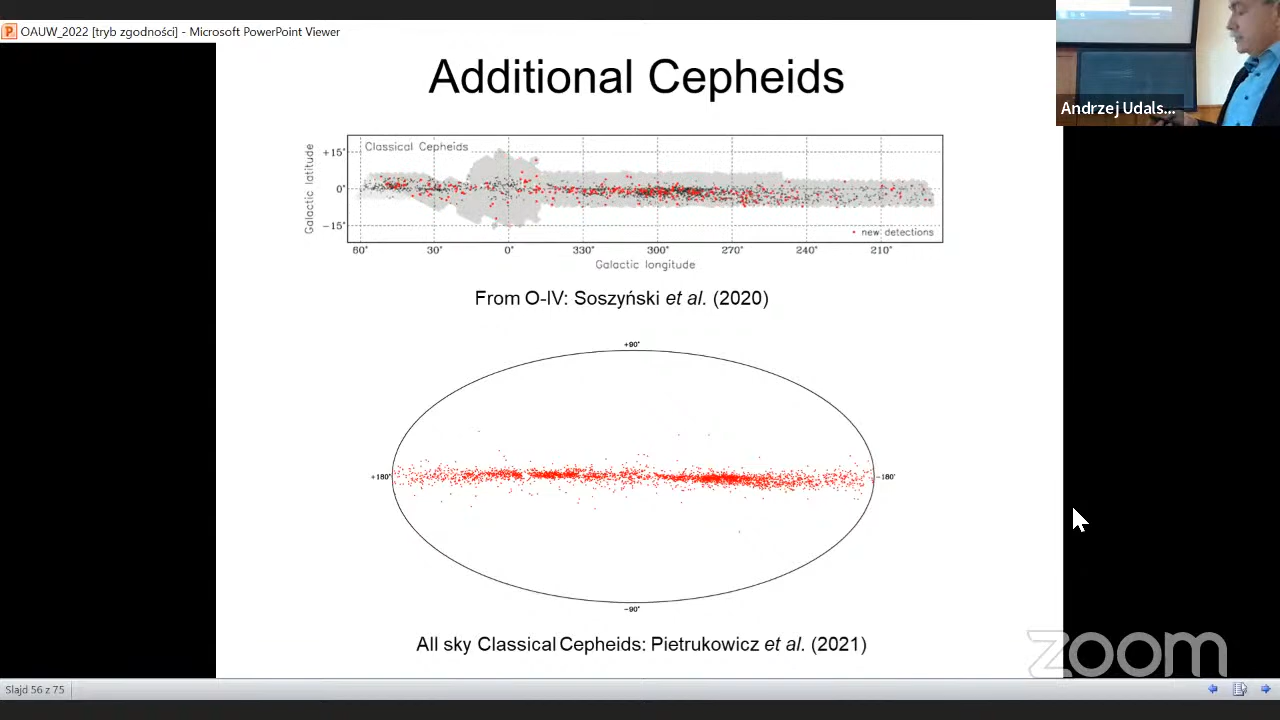 OAUW_2022 [tryb zgodności] - Microsoft PowerPoint Viewer
Andrzej Udals...
Additional Cepheids
Classical Cepheids
Galactic latitude
+15°
0°
-15°
new detections
60° 30° 0° 330° 300° 270° 240° 210°
Galactic longitude
From O-IV: Soszyński et al. (2020)
+90°
+180° -180°
-90°
All sky Classical Cepheids: Pietrukowicz et al. (2021)
zoom
Slajd 56 z 75